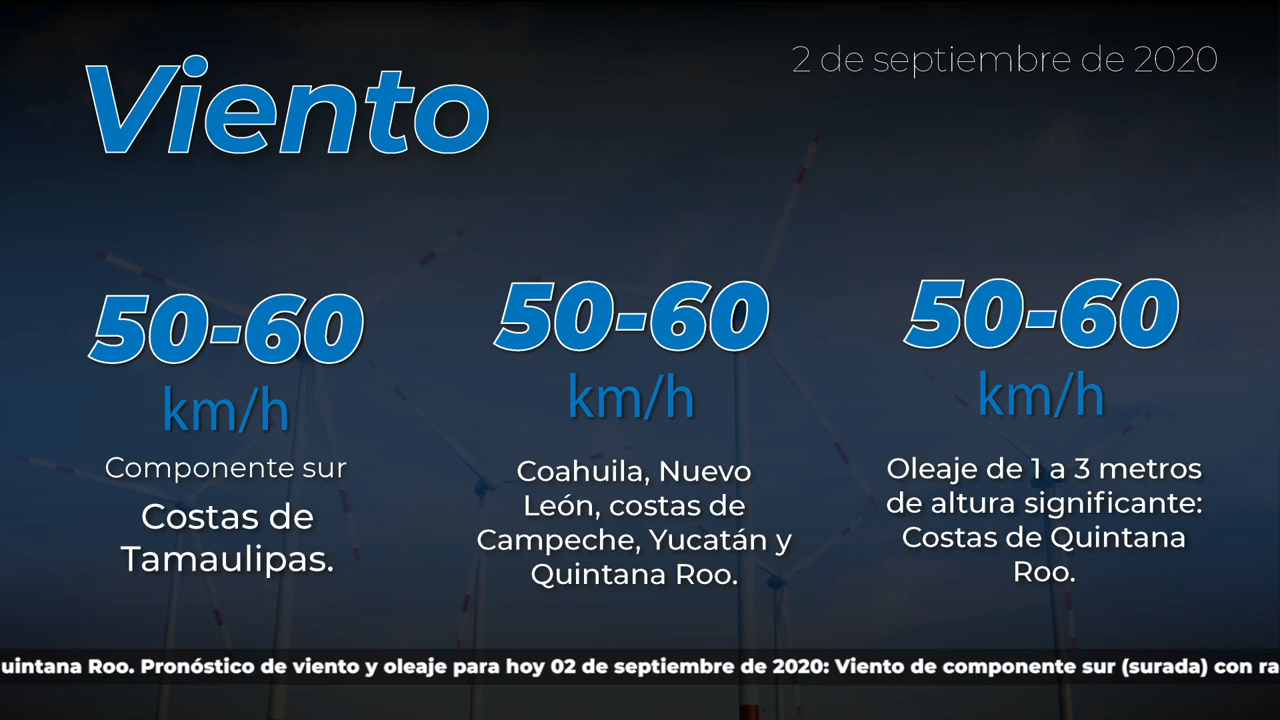 Viento
2 de septiembre de 2020
50-60
km/h
Componente sur
Costas de
Tamaulipas.
50-60
km/h
Coahuila, Nuevo
León, costas de
Campeche, Yucatán y
Quintana Roo.
50-60
km/h
Oleaje de 1 a 3 metros
de altura significante:
Costas de Quintana
Roo.
uintana Roo. Pronóstico de viento y oleaje para hoy 02 de septiembre de 2020: Viento de componente sur (surada) con ra